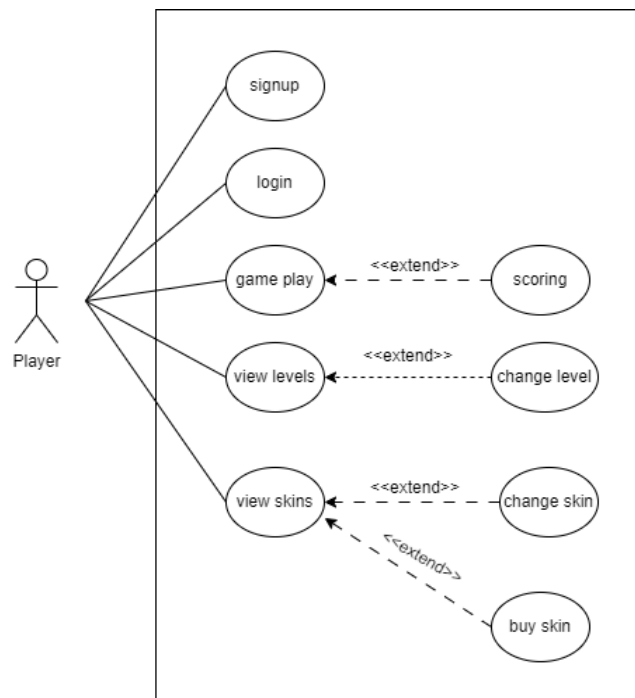 signup
login
game play
<<extend>>
scoring
Player
view levels
<<extend>>
change level
view skins
<<extend>>
change skin
<<extend>>
buy skin